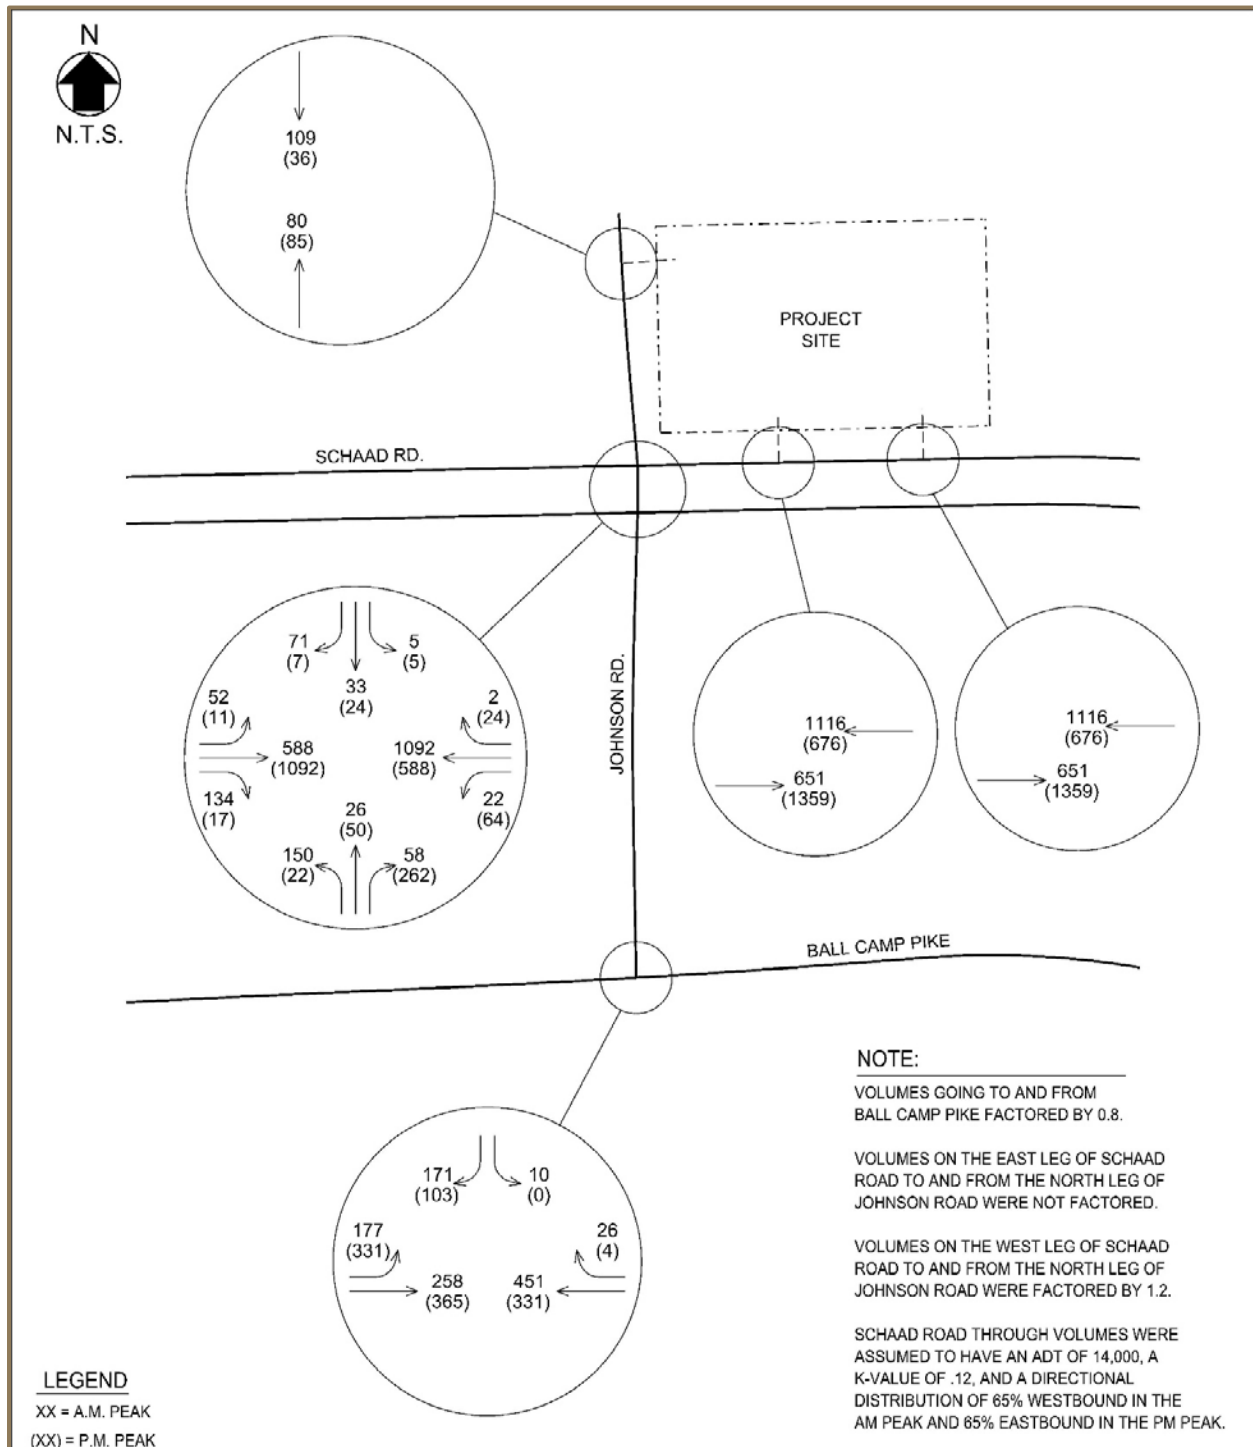 N
N.T.S.
109
(36)
80
(85)
PROJECT
SITE
SCHAAD RD.
71
(7)
5
(5)
33
(24)
52
(11)
2
(24)
588
(1092)
1092
(588)
134
(17)
22
(64)
26
(50)
150
(22)
58
(262)
JOHNSON RD.
1116
(676)
651
(1359)
1116
(676)
651
(1359)
BALL CAMP PIKE
171
(103)
10
(0)
177
(331)
26
(4)
258
(365)
451
(331)
NOTE:
VOLUMES GOING TO AND FROM
BALL CAMP PIKE FACTORED BY 0.8.
VOLUMES ON THE EAST LEG OF SCHAAD
ROAD TO AND FROM THE NORTH LEG OF
JOHNSON ROAD WERE NOT FACTORED.
VOLUMES ON THE WEST LEG OF SCHAAD
ROAD TO AND FROM THE NORTH LEG OF
JOHNSON ROAD WERE FACTORED BY 1.2.
SCHAAD ROAD THROUGH VOLUMES WERE
ASSUMED TO HAVE AN ADT OF 14,000, A
K-VALUE OF .12, AND A DIRECTIONAL
DISTRIBUTION OF 65% WESTBOUND IN THE
AM PEAK AND 65% EASTBOUND IN THE PM PEAK.
LEGEND
XX = A.M. PEAK
(XX) = P.M. PEAK